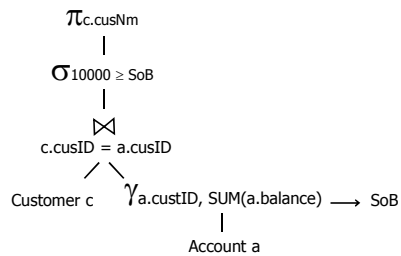 πc.cusNm
σ10000 ≥ SoB
⋈
c.cusID = a.cusID
Customer c γa.custID, SUM(a.balance) → SoB
Account a